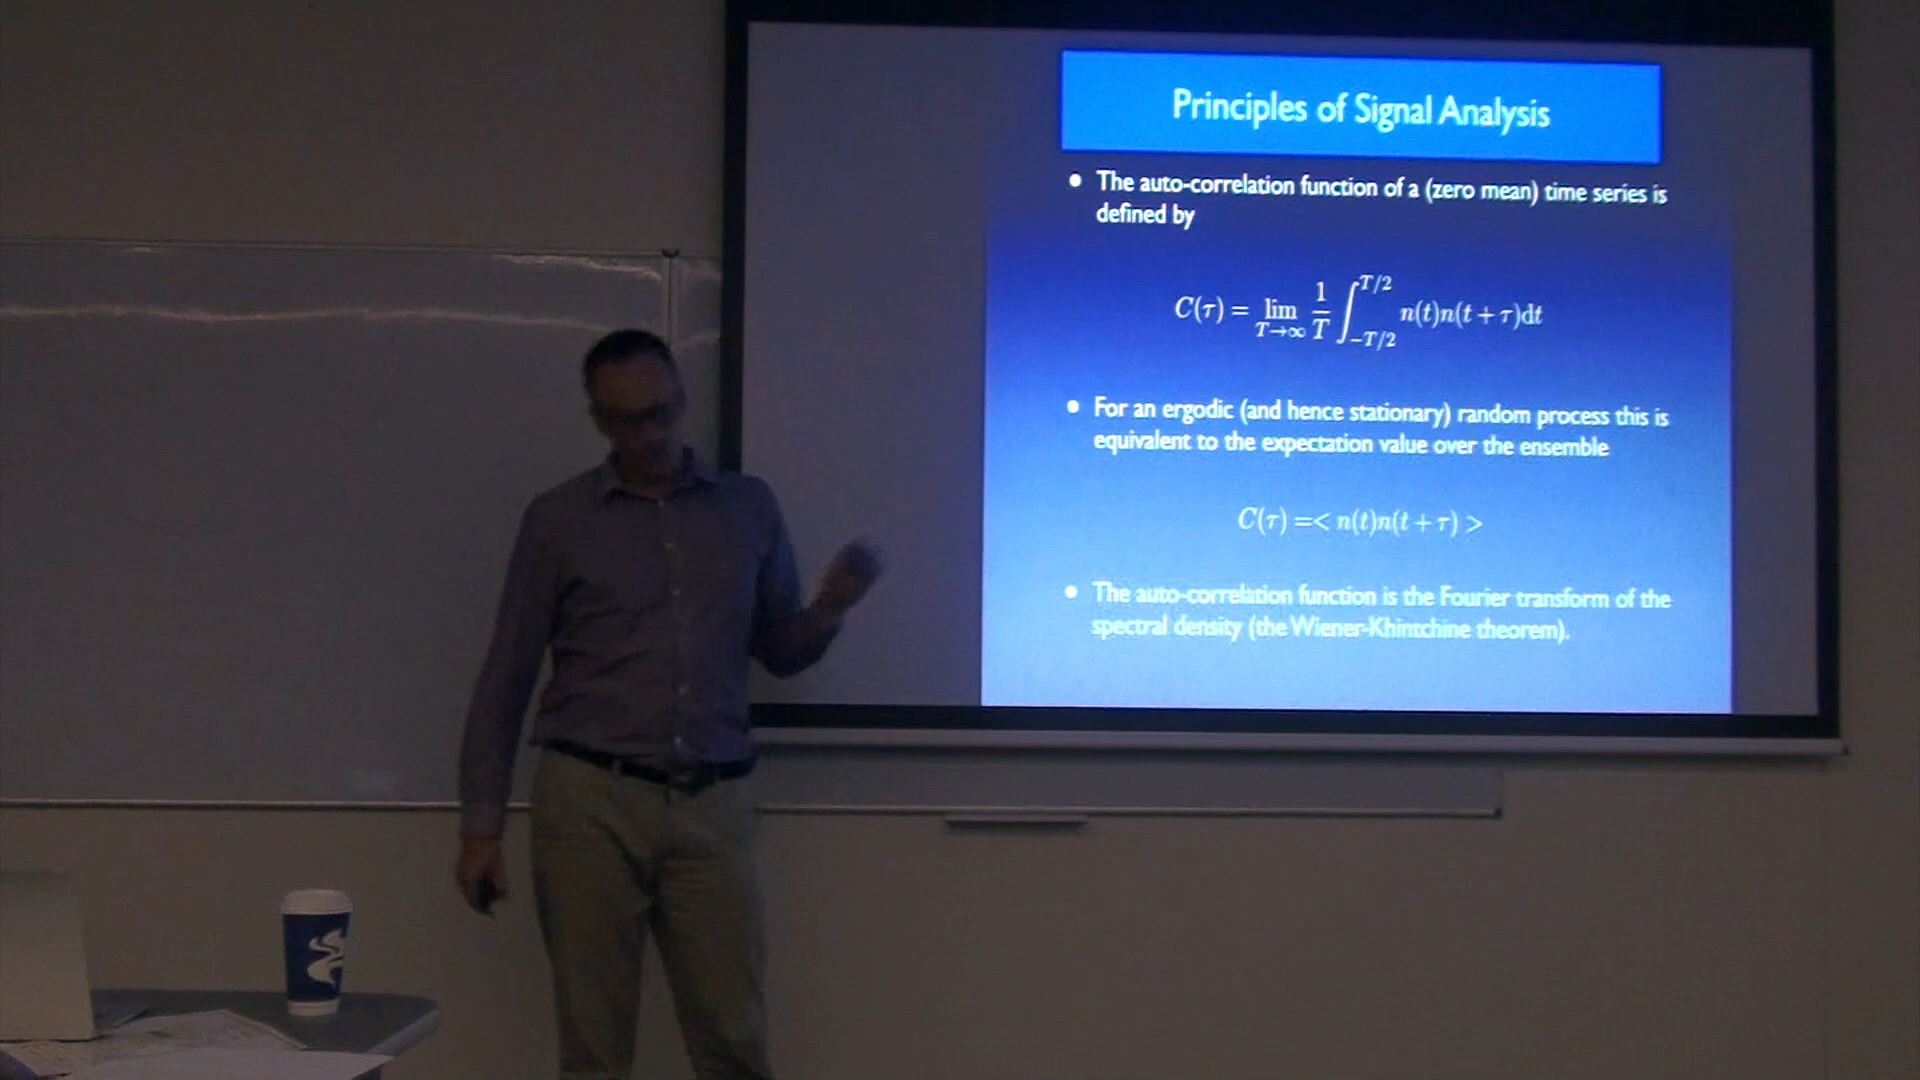 Principles of Signal Analysis
• The auto-correlation function of a (zero mean) time series is
defined by
C(τ) = lim_{T→∞} 1/T ∫_{-T/2}^{T/2} n(t)n(t + τ)dt
• For an ergodic (and hence stationary) random process this is
equivalent to the expectation value over the ensemble
C(τ) =< n(t)n(t + τ) >
• The auto-correlation function is the Fourier transform of the
spectral density (the Wiener-Khintchine theorem).